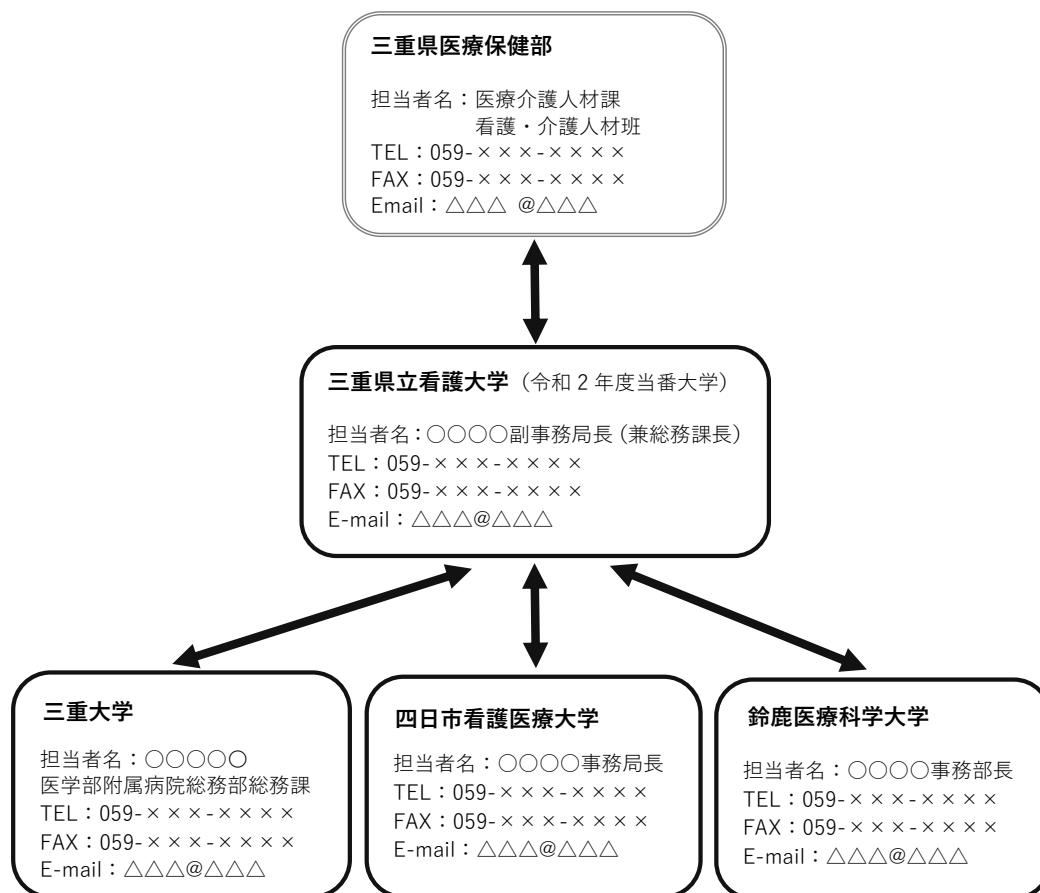 三重県医療保健部
担当者名：医療介護人材課
看護・介護人材班
TEL：059-×××-××××
FAX：059-×××-××××
Email：△△△ @△△△
三重県立看護大学（令和２年度当番大学）
担当者名：○○○○副事務局長（兼総務課長）
TEL：059-×××-××××
FAX：059-×××-××××
E-mail：△△△@△△△
三重大学
担当者名：○○○○○
医学部附属病院総務部総務課
TEL：059-×××-××××
FAX：059-×××-××××
E-mail：△△△@△△△
四日市看護医療大学
担当者名：○○○○事務局長
TEL：059-×××-××××
FAX：059-×××-××××
E-mail：△△△@△△△
鈴鹿医療科学大学
担当者名：○○○○事務部長
TEL：059-×××-××××
FAX：059-×××-××××
E-mail：△△△@△△△